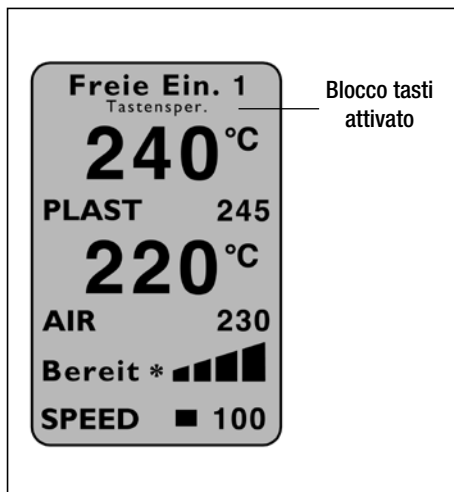 Freie Ein. 1
Tastensper.
240°C
PLAST 245
220°C
AIR 230
Bereit *
SPEED 100
Blocco tasti
attivato